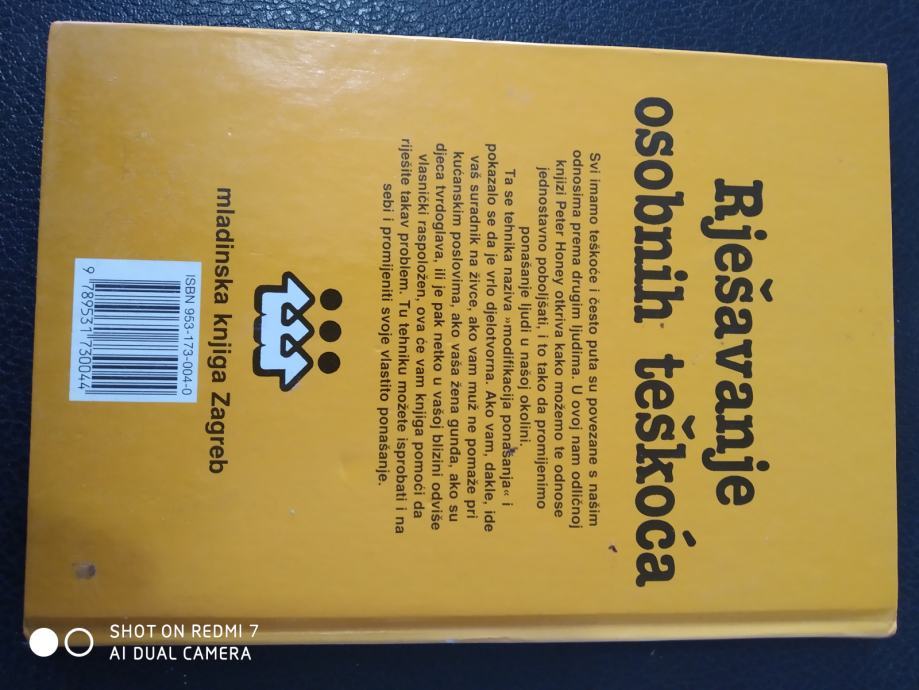 Rješavanje
osobnih teškoća
Svi imamo teškoće i često puta su povezane s našim
odnosima prema drugim ljudima. U ovoj nam odličnoj
knjizi Peter Honey otkriva kako možemo te odnose
jednostavno poboljšati, i to tako da promijenimo
ponašanje ljudi u našoj okolini.
Ta se tehnika naziva »modifikacija ponašanja« i
pokazalo se da je vrlo djelotvorna. Ako vam, dakle, ide
vaš suradnik na živce, ako vam muž ne pomaže pri
kućanskim poslovima, ako vaša žena gunđa, ako su
djeca tvrdoglava, ili je pak netko u vašoj blizini odviše
vlasnički raspoložen, ova će vam knjiga pomoći da
riješite takav problem. Tu tehniku možete isprobati i na
sebi i promijeniti svoje vlastito ponašanje.
mladinska knjiga Zagreb
ISBN 953-173-004-0
9 789531 730044
SHOT ON REDMI 7
AI DUAL CAMERA